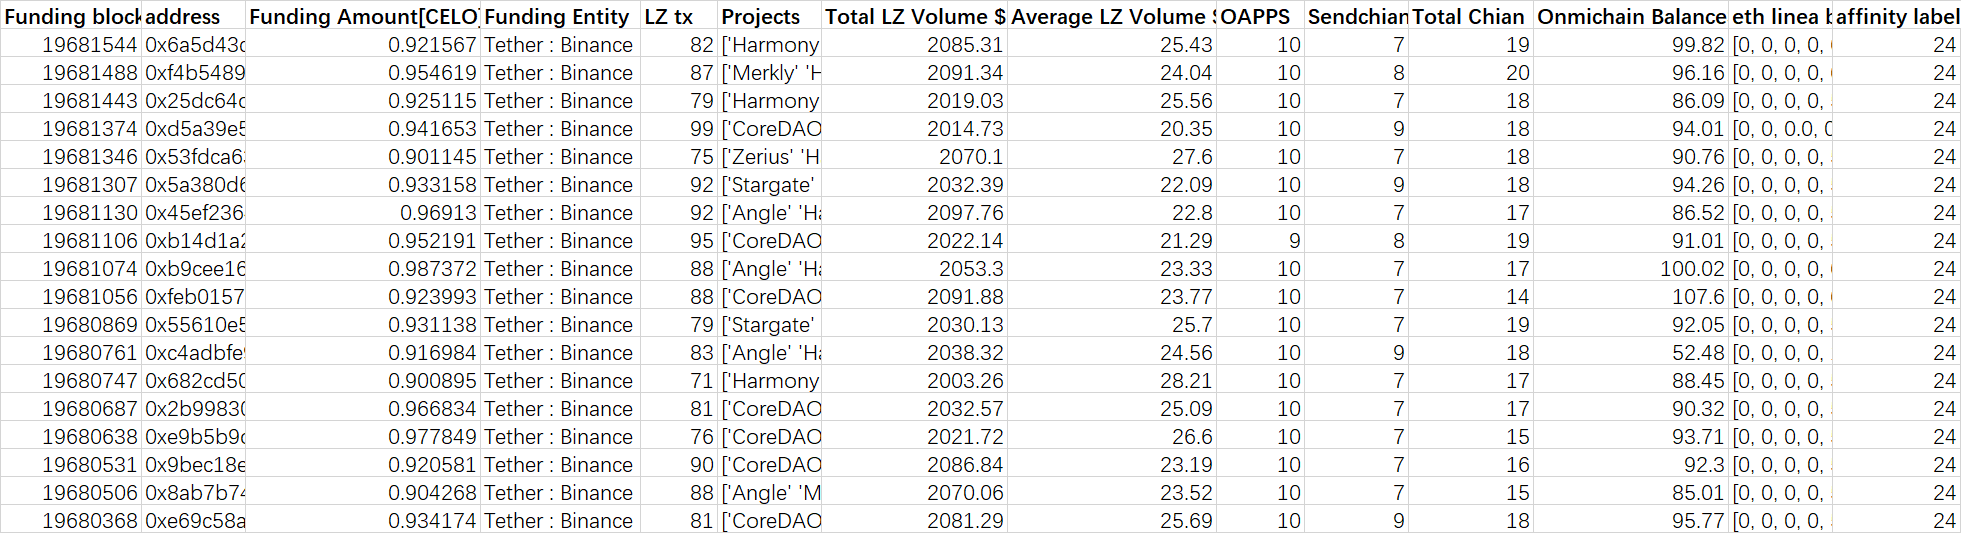 Funding block address Funding Amount[CELO] Funding Entity LZ tx Projects Total LZ Volume $ Average LZ Volume $ OAPPS Sendchian Total Chian Onmichain Balance eth linea b affinity label
19681544 0x6a5d43c 0.921567 Tether : Binance 82 ['Harmony 2085.31 25.43 10 7 19 99.82 [0, 0, 0, 0, 24
19681488 0xf4b5489 0.954619 Tether : Binance 87 ['Merkly' 'H 2091.34 24.04 10 8 20 96.16 [0, 0, 0, 0, 24
19681443 0x25dc64c 0.925115 Tether : Binance 79 ['Harmony 2019.03 25.56 10 7 18 86.09 [0, 0, 0, 0, 24
19681374 0xd5a39e5 0.941653 Tether : Binance 99 ['CoreDAO 2014.73 20.35 10 9 18 94.01 [0, 0, 0.0, 0 24
19681346 0x53fdca6 0.901145 Tether : Binance 75 ['Zerius' 'H 2070.1 27.6 10 7 18 90.76 [0, 0, 0, 0, 24
19681307 0x5a380d6 0.933158 Tether : Binance 92 ['Stargate' 2032.39 22.09 10 9 18 94.26 [0, 0, 0, 0, 24
19681130 0x45ef236 0.96913 Tether : Binance 92 ['Angle' 'Ha 2097.76 22.8 10 7 17 86.52 [0, 0, 0, 0, 24
19681106 0xb14d1a2 0.952191 Tether : Binance 95 ['CoreDAO 2022.14 21.29 9 8 19 91.01 [0, 0, 0, 0, 24
19681074 0xb9cee16 0.987372 Tether : Binance 88 ['Angle' 'Ha 2053.3 23.33 10 7 17 100.02 [0, 0, 0, 0, 24
19681056 0xfeb0157 0.923993 Tether : Binance 88 ['CoreDAO 2091.88 23.77 10 7 14 107.6 [0, 0, 0, 0, 24
19680869 0x55610e5 0.931138 Tether : Binance 79 ['Stargate' 2030.13 25.7 10 7 19 92.05 [0, 0, 0, 0, 24
19680761 0xc4adbfe 0.916984 Tether : Binance 83 ['Angle' 'Ha 2038.32 24.56 10 9 18 52.48 [0, 0, 0, 0, 24
19680747 0x682cd50 0.900895 Tether : Binance 71 ['Harmony 2003.26 28.21 10 7 17 88.45 [0, 0, 0, 0, 24
19680687 0x2b99830 0.966834 Tether : Binance 81 ['CoreDAO 2032.57 25.09 10 7 17 90.32 [0, 0, 0, 0, 24
19680638 0xe9b5b9c 0.977849 Tether : Binance 76 ['CoreDAO 2021.72 26.6 10 7 15 93.71 [0, 0, 0, 0, 24
19680531 0x9bec18e 0.920581 Tether : Binance 90 ['CoreDAO 2086.84 23.19 10 7 16 92.3 [0, 0, 0, 0, 24
19680506 0x8ab7b74 0.904268 Tether : Binance 88 ['Angle' 'M 2070.06 23.52 10 7 15 85.01 [0, 0, 0, 0, 24
19680368 0xe69c58a 0.934174 Tether : Binance 81 ['CoreDAO 2081.29 25.69 10 9 18 95.77 [0, 0, 0, 0, 24